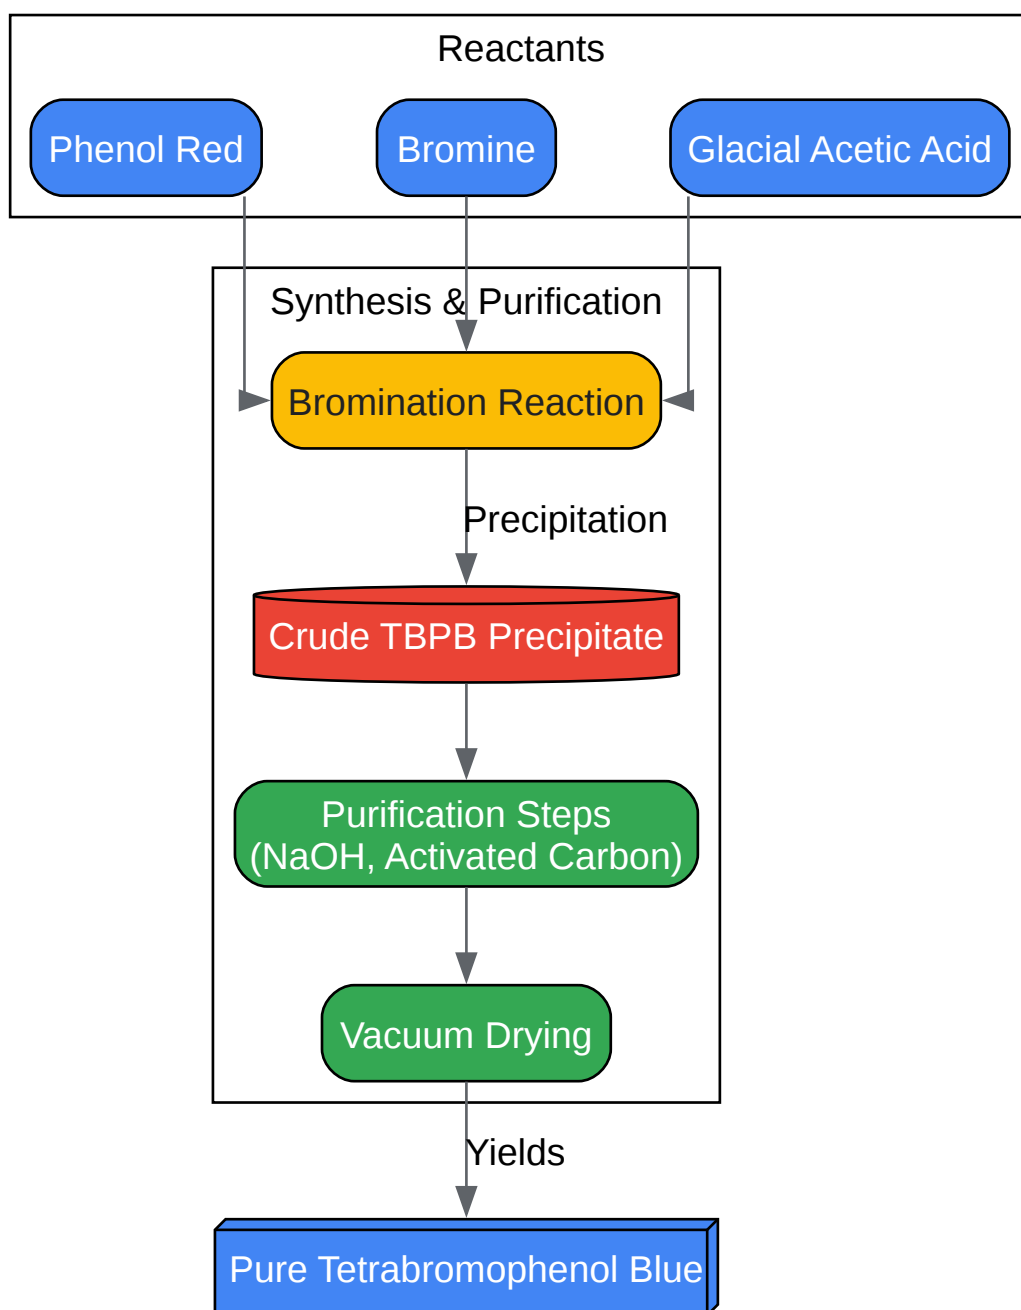 Reactants
Phenol Red
Bromine
Glacial Acetic Acid
Synthesis & Purification
Bromination Reaction
Precipitation
Crude TBPB Precipitate
Purification Steps
(NaOH, Activated Carbon)
Vacuum Drying
Yields
Pure Tetrabromophenol Blue